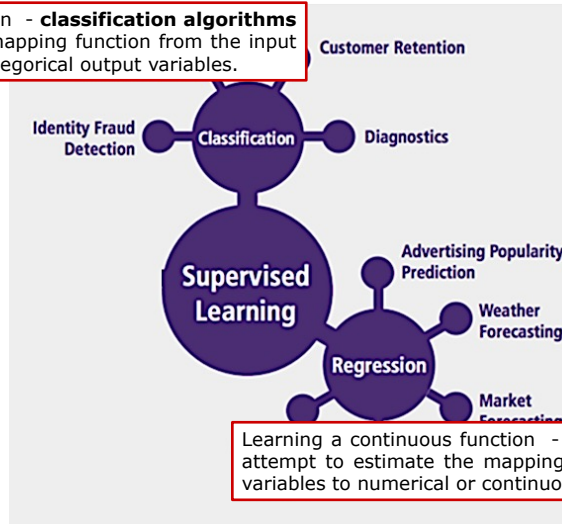 n - classification algorithms
mapping function from the input
egorical output variables.
Customer Retention
Identity Fraud
Detection
Classification
Diagnostics
Supervised
Learning
Advertising Popularity
Prediction
Weather
Forecasting
Regression
Market
Forecasting
Learning a continuous function -
attempt to estimate the mapping
variables to numerical or continuo